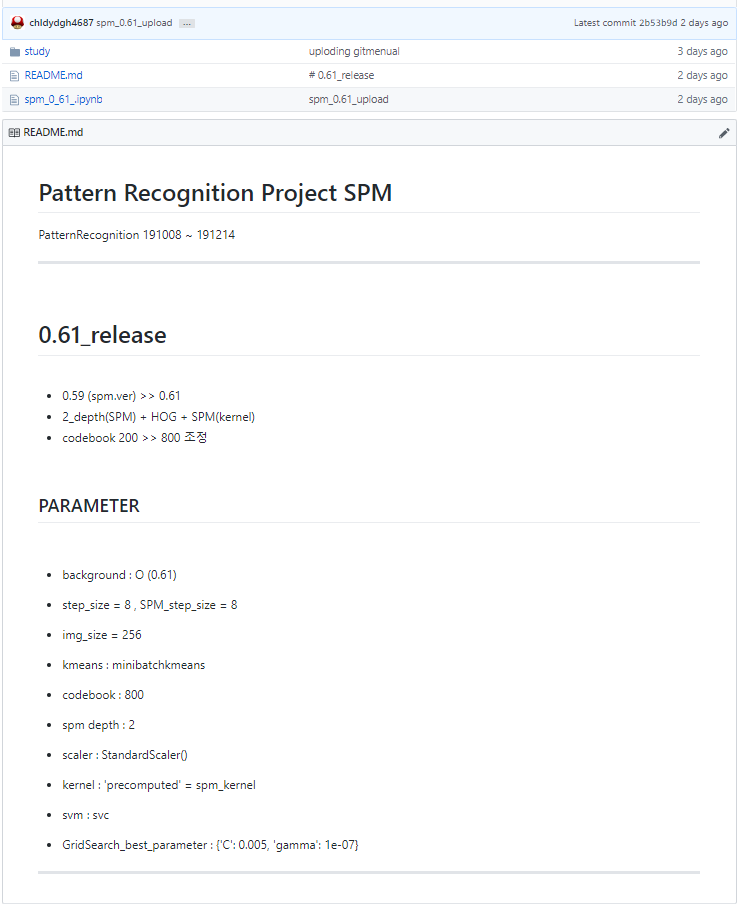 chldydgh4687 spm_0.61_upload ... Latest commit 2b53b9d 2 days ago
study uploding gitmenual 3 days ago
README.md # 0.61_release 2 days ago
spm_0_61_.ipynb spm_0.61_upload 2 days ago
README.md
Pattern Recognition Project SPM
PatternRecognition 191008 ~ 191214
0.61_release
• 0.59 (spm.ver) >> 0.61
• 2_depth(SPM) + HOG + SPM(kernel)
• codebook 200 >> 800 조정
PARAMETER
• background : O (0.61)
• step_size = 8 , SPM_step_size = 8
• img_size = 256
• kmeans : minibatchkmeans
• codebook : 800
• spm depth : 2
• scaler : StandardScaler()
• kernel : 'precomputed' = spm_kernel
• svm : svc
• GridSearch_best_parameter : {'C': 0.005, 'gamma': 1e-07}